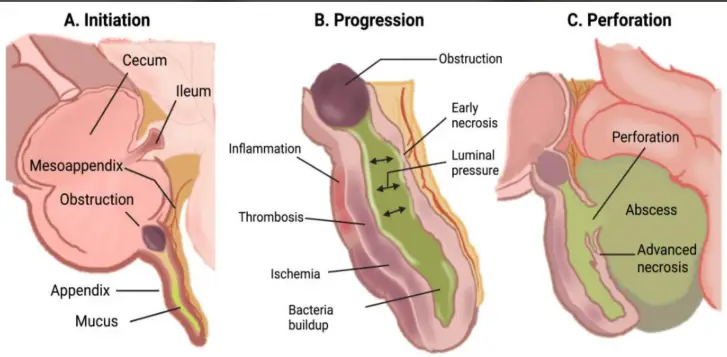 A. Initiation
Cecum
Ileum
Mesoappendix
Obstruction
Appendix
Mucus
B. Progression
Obstruction
Early
necrosis
Inflammation
Luminal
pressure
Thrombosis
Ischemia
Bacteria
buildup
C. Perforation
Perforation
Abscess
Advanced
necrosis